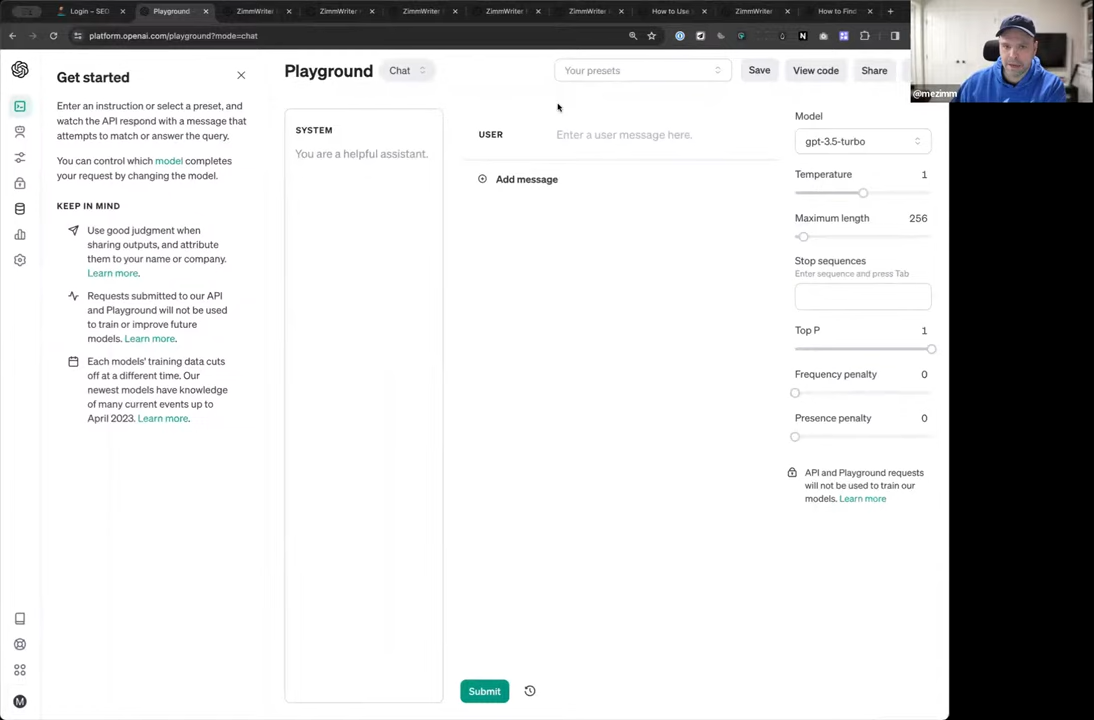 Login – SEO
Playground
ZimmWriter
ZimmWriter
ZimmWriter
ZimmWriter
ZimmWriter
How to Use
ZimmWriter
How to Find
platform.openai.com/playground?mode=chat
@mezimm
Get started
Enter an instruction or select a preset, and
watch the API respond with a message that
attempts to match or answer the query.
You can control which model completes
your request by changing the model.
KEEP IN MIND
Use good judgment when
sharing outputs, and attribute
them to your name or company.
Learn more.
Requests submitted to our API
and Playground will not be used
to train or improve future
models. Learn more.
Each models' training data cuts
off at a different time. Our
newest models have knowledge
of many current events up to
April 2023. Learn more.
M
Playground
Chat
Your presets
Save
View code
Share
SYSTEM
You are a helpful assistant.
USER
Enter a user message here.
Add message
Submit
Model
gpt-3.5-turbo
Temperature 1
Maximum length 256
Stop sequences
Enter sequence and press Tab
Top P 1
Frequency penalty 0
Presence penalty 0
API and Playground requests
will not be used to train our
models. Learn more